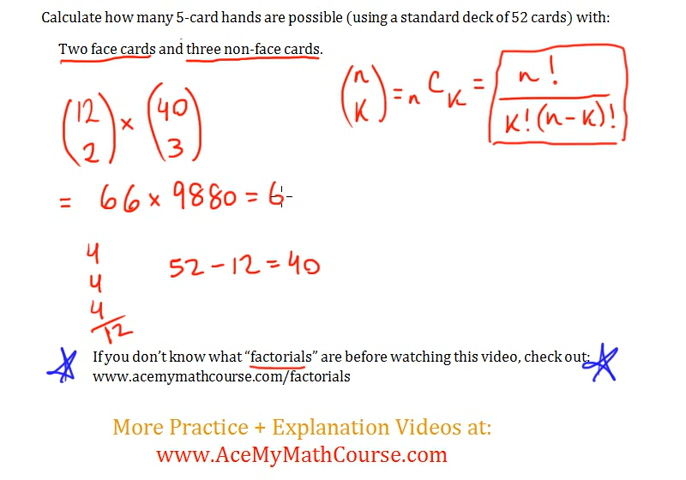 Calculate how many 5-card hands are possible (using a standard deck of 52 cards) with:
Two face cards and three non-face cards.
(12 2) × (40 3)
(n K) = n C K = n! / K!(n-K)!
= 66 × 9880 = 6
4
4
4
12
52 - 12 = 40
If you don't know what "factorials" are before watching this video, check out:
www.acemymathcourse.com/factorials
More Practice + Explanation Videos at:
www.AceMyMathCourse.com